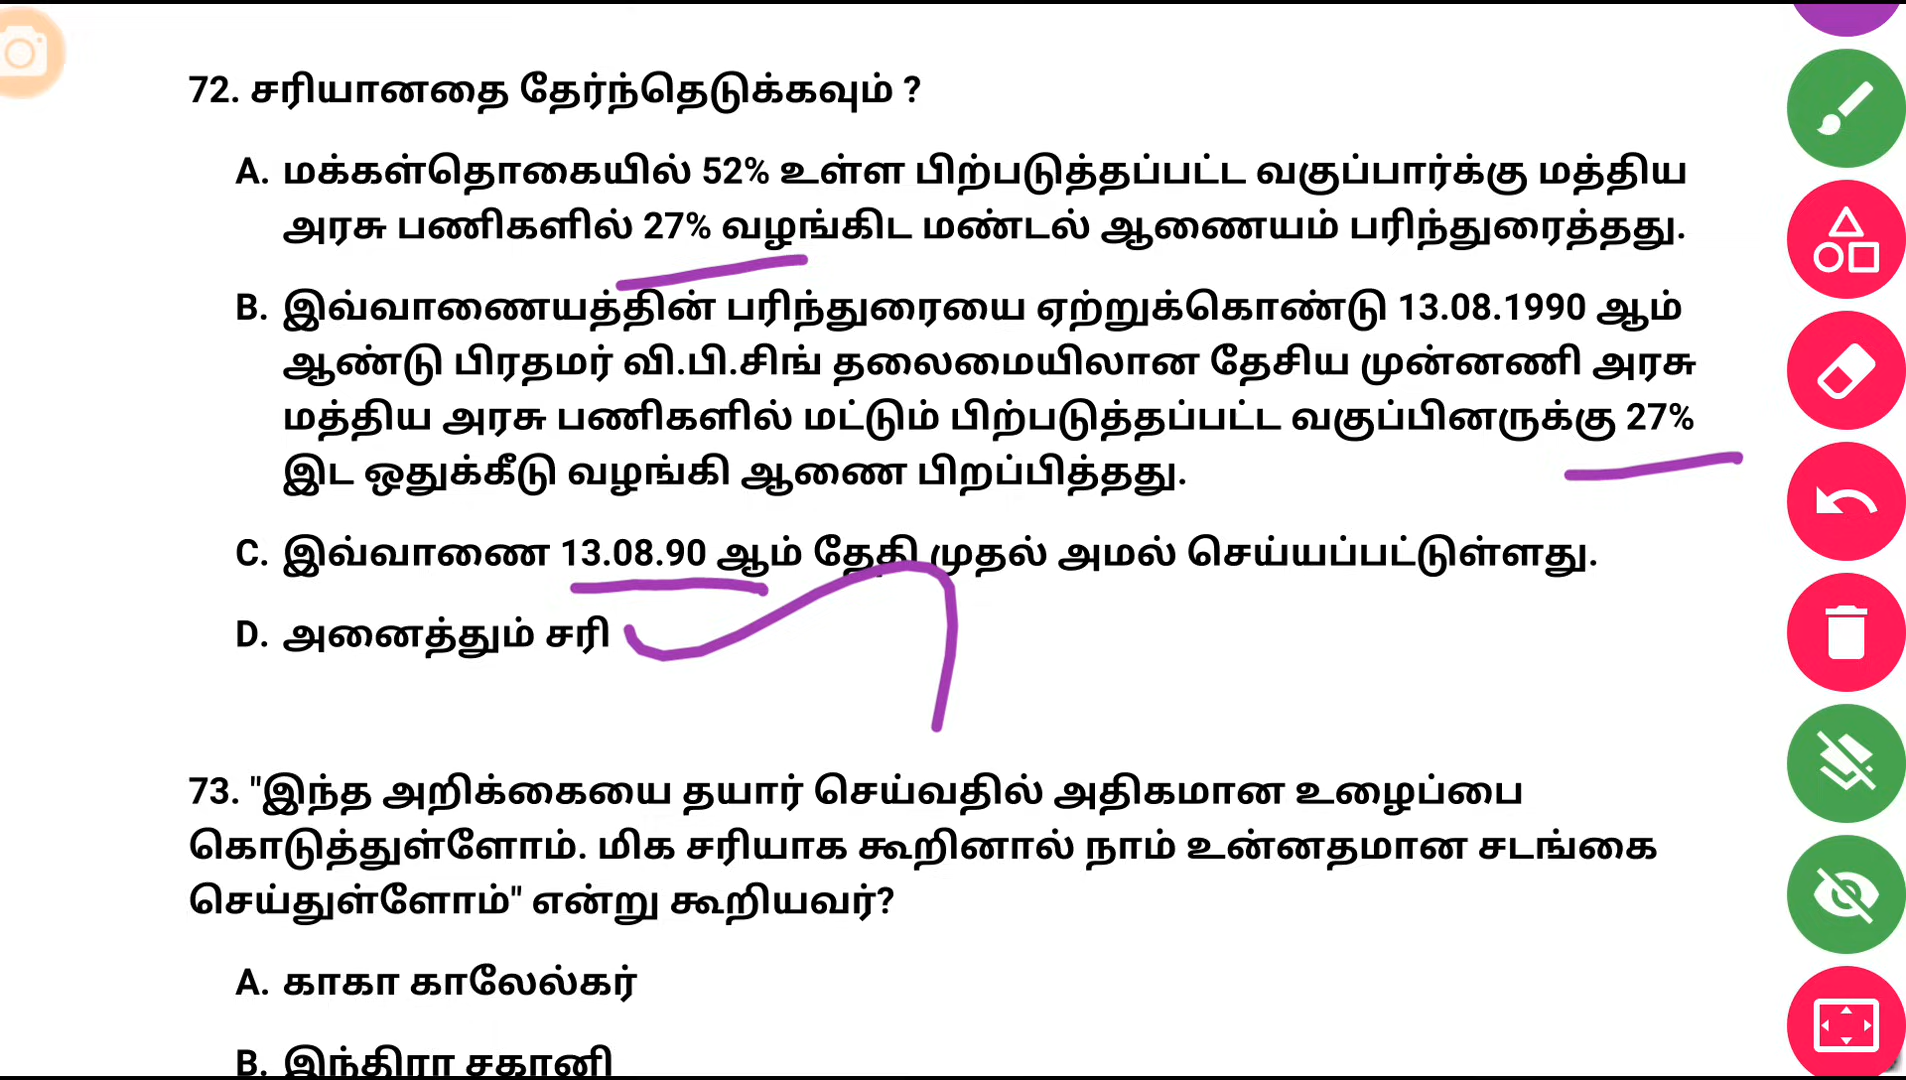 72. சரியானதை தேர்ந்தெடுக்கவும் ?
A. மக்கள்தொகையில் 52% உள்ள பிற்படுத்தப்பட்ட வகுப்பார்க்கு மத்திய
அரசு பணிகளில் 27% வழங்கிட மண்டல் ஆணையம் பரிந்துரைத்தது.
B. இவ்வாணையத்தின் பரிந்துரையை ஏற்றுக்கொண்டு 13.08.1990 ஆம்
ஆண்டு பிரதமர் வி.பி.சிங் தலைமையிலான தேசிய முன்னணி அரசு
மத்திய அரசு பணிகளில் மட்டும் பிற்படுத்தப்பட்ட வகுப்பினருக்கு 27%
இட ஒதுக்கீடு வழங்கி ஆணை பிறப்பித்தது.
C. இவ்வாணை 13.08.90 ஆம் தேதி முதல் அமல் செய்யப்பட்டுள்ளது.
D. அனைத்தும் சரி
73. "இந்த அறிக்கையை தயார் செய்வதில் அதிகமான உழைப்பை
கொடுத்துள்ளோம். மிக சரியாக கூறினால் நாம் உன்னதமான சடங்கை
செய்துள்ளோம்" என்று கூறியவர்?
A. காகா காலேல்கர்
B. இந்திரா சகானி